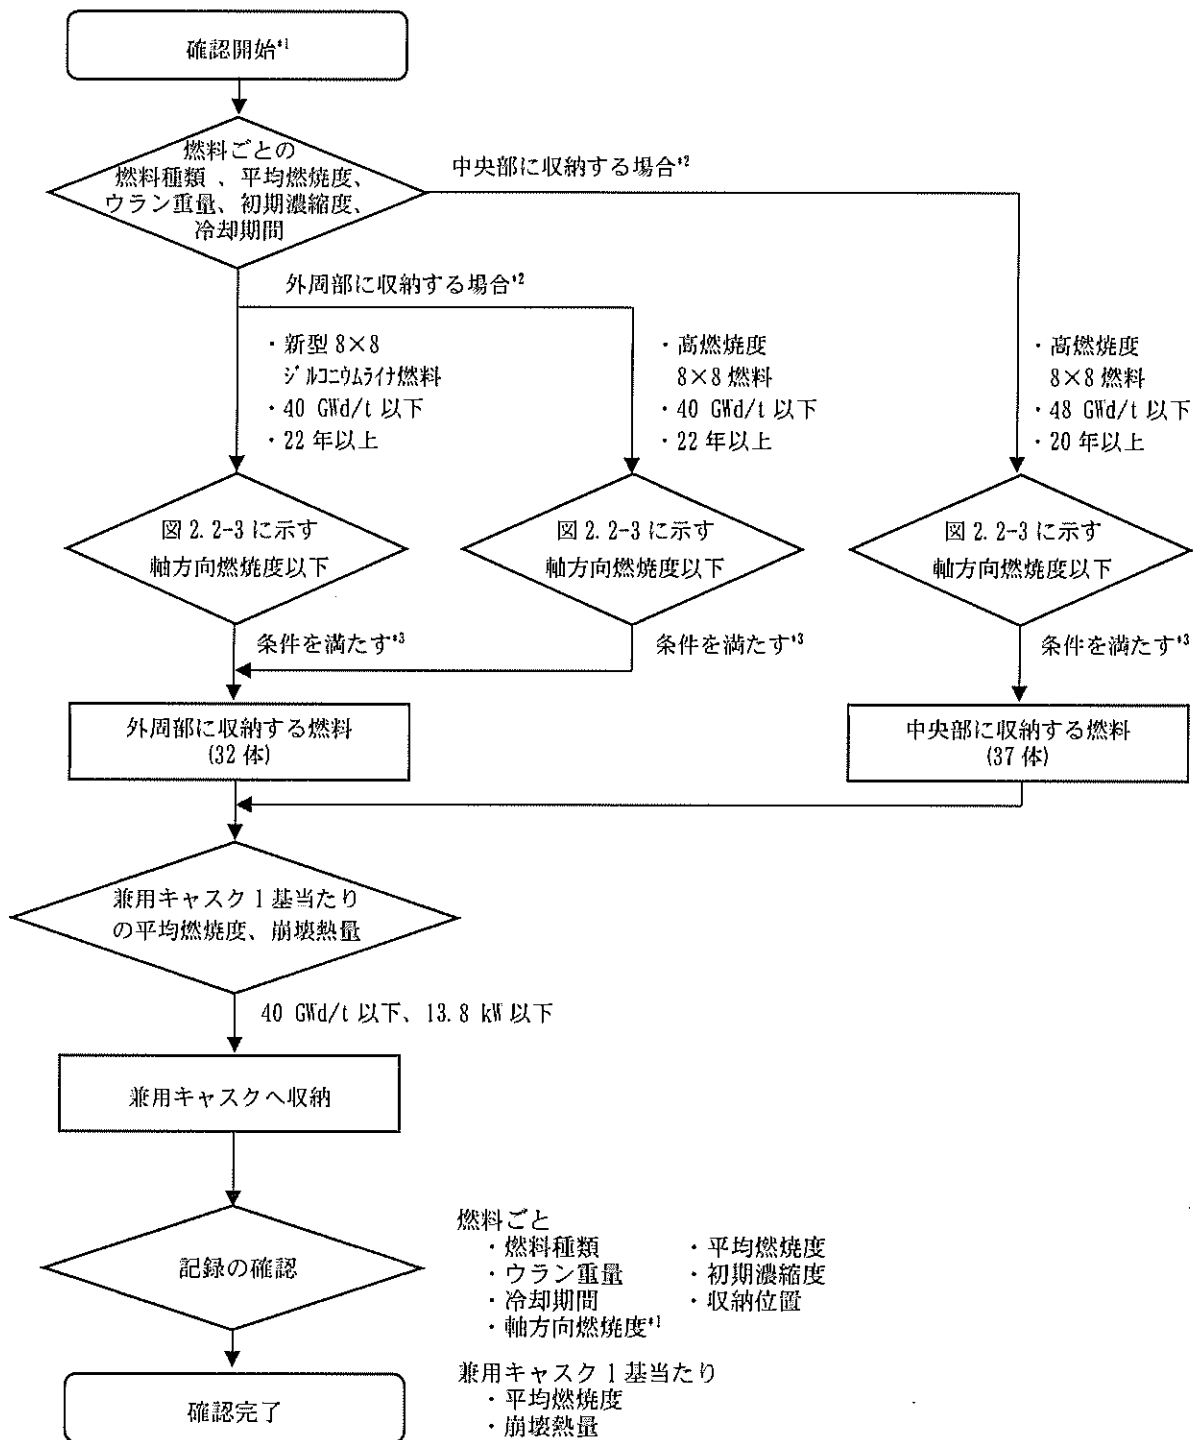 確認開始*1
燃料ごとの
燃料種類、平均燃焼度、
ウラン重量、初期濃縮度、
冷却期間
中央部に収納する場合*2
外周部に収納する場合*2
・新型 8×8
ジルコニウムライナ燃料
・40 GWd/t 以下
・22 年以上
・高燃焼度
8×8 燃料
・40 GWd/t 以下
・22 年以上
・高燃焼度
8×8 燃料
・48 GWd/t 以下
・20 年以上
図 2.2-3 に示す
軸方向燃焼度以下
図 2.2-3 に示す
軸方向燃焼度以下
図 2.2-3 に示す
軸方向燃焼度以下
条件を満たす*3
条件を満たす*3
条件を満たす*3
外周部に収納する燃料
(32 体)
中央部に収納する燃料
(37 体)
兼用キャスク 1 基当たり
の平均燃焼度、崩壊熱量
40 GWd/t 以下、13.8 kW 以下
兼用キャスクへ収納
記録の確認
燃料ごと
・燃料種類 ・平均燃焼度
・ウラン重量 ・初期濃縮度
・冷却期間 ・収納位置
・軸方向燃焼度*1
兼用キャスク 1 基当たり
・平均燃焼度
・崩壊熱量
確認完了